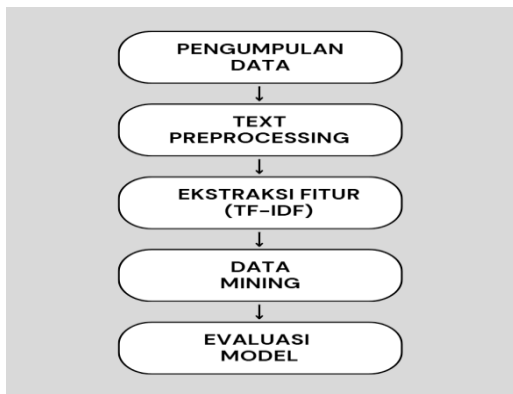 PENGUMPULAN
DATA
↓
TEXT
PREPROCESSING
↓
EKSTRAKSI FITUR
(TF-IDF)
↓
DATA
MINING
↓
EVALUASI
MODEL